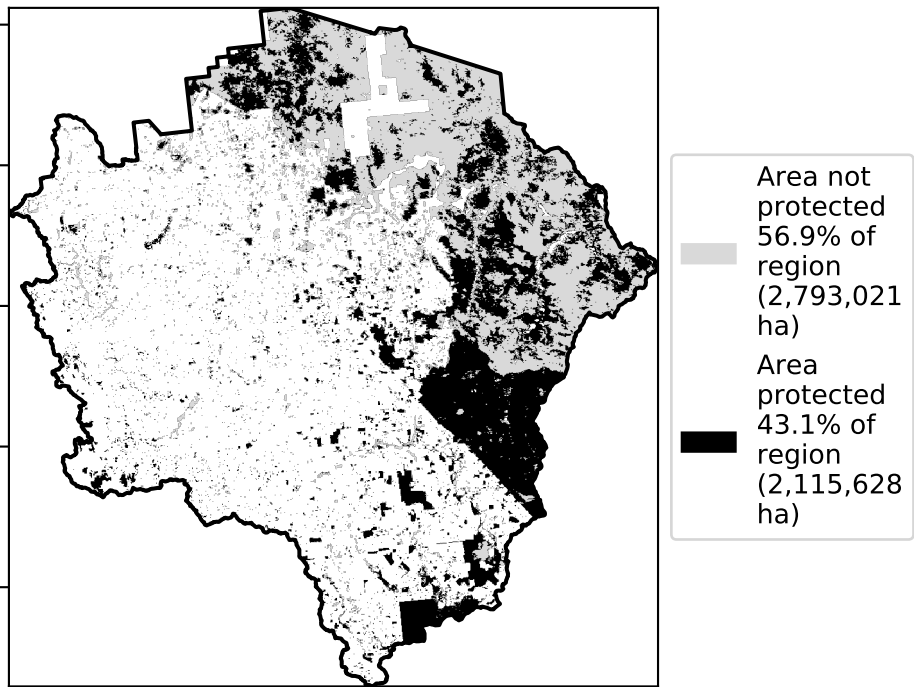 Area not
protected
56.9% of
region
(2,793,021
ha)
Area
protected
43.1% of
region
(2,115,628
ha)